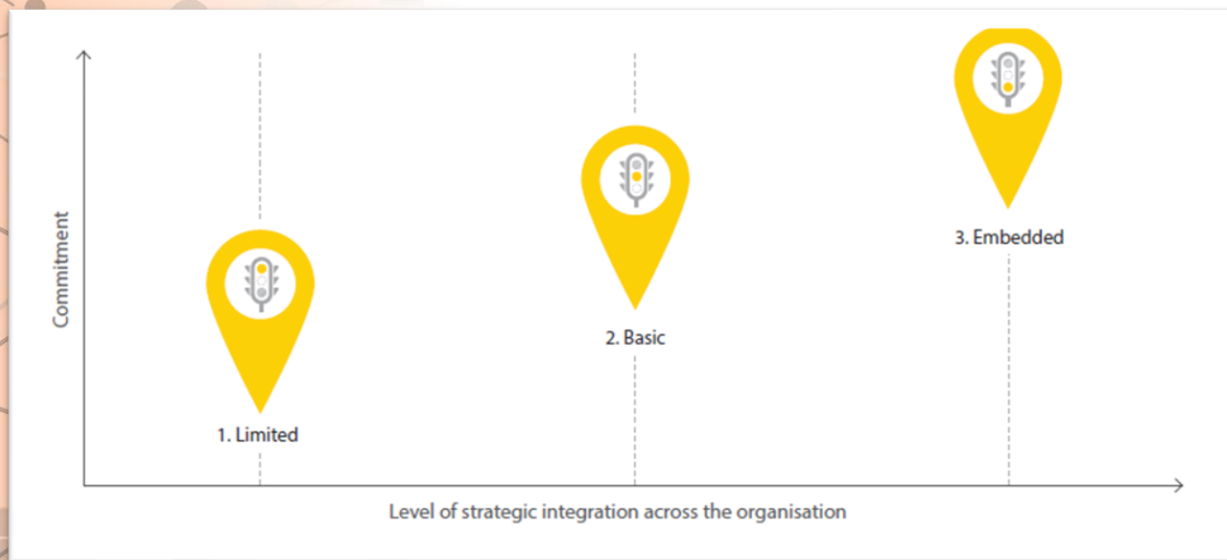 3. Embedded
2. Basic
1. Limited
Commitment
Level of strategic integration across the organisation